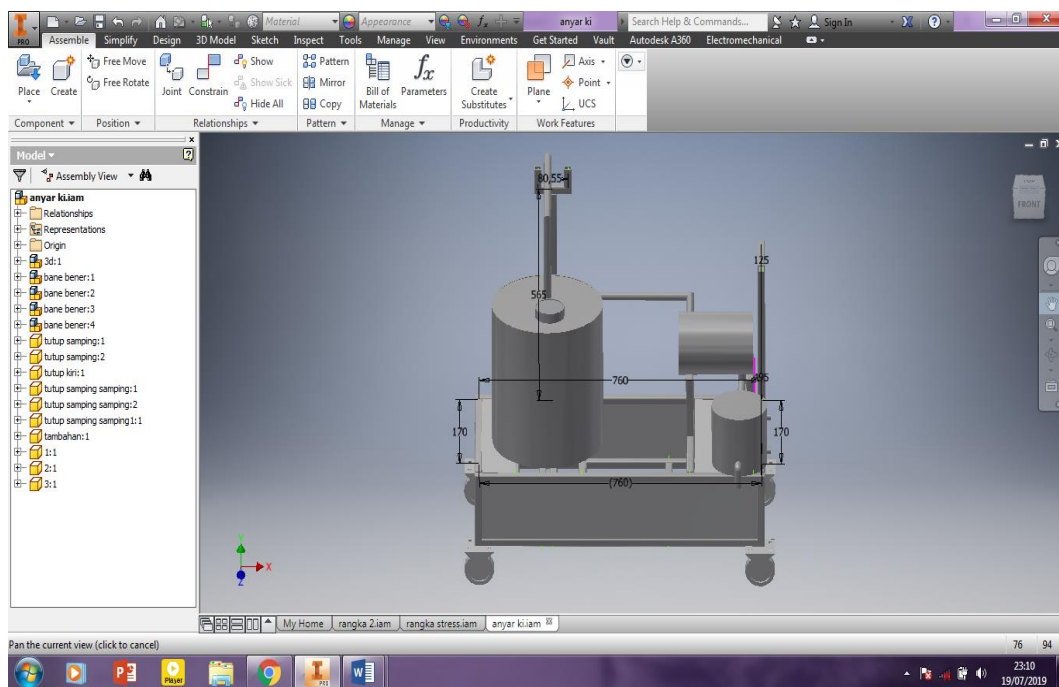 Material Appearance fx anyar ki Search Help & Commands... Sign In
PRO Assemble Simplify Design 3D Model Sketch Inspect Tools Manage View Environments Get Started Vault Autodesk A360 Electromechanical
Place Create
Free Move
Free Rotate
Joint Constrain
Show
Show Sick
Hide All
Pattern
Mirror
Copy
Bill of Materials
fx
Parameters
Create Substitutes
Plane
Axis
Point
UCS
Component Position Relationships Pattern Manage Productivity Work Features
Model
Assembly View
anyar ki.iam
Relationships
Representations
Origin
3d:1
bane bener:1
bane bener:2
bane bener:3
bane bener:4
tutup samping:1
tutup samping:2
tutup kiri:1
tutup samping samping:1
tutup samping samping:2
tutup samping samping1:1
tambahan:1
1:1
2:1
3:1
80,55
FRONT
125
565
760
170
170
(760)
Y
X
Z
My Home rangka 2.iam rangka stress.iam anyar ki.iam
Pan the current view (click to cancel) 76 94
Player PRO
23:10
19/07/2019